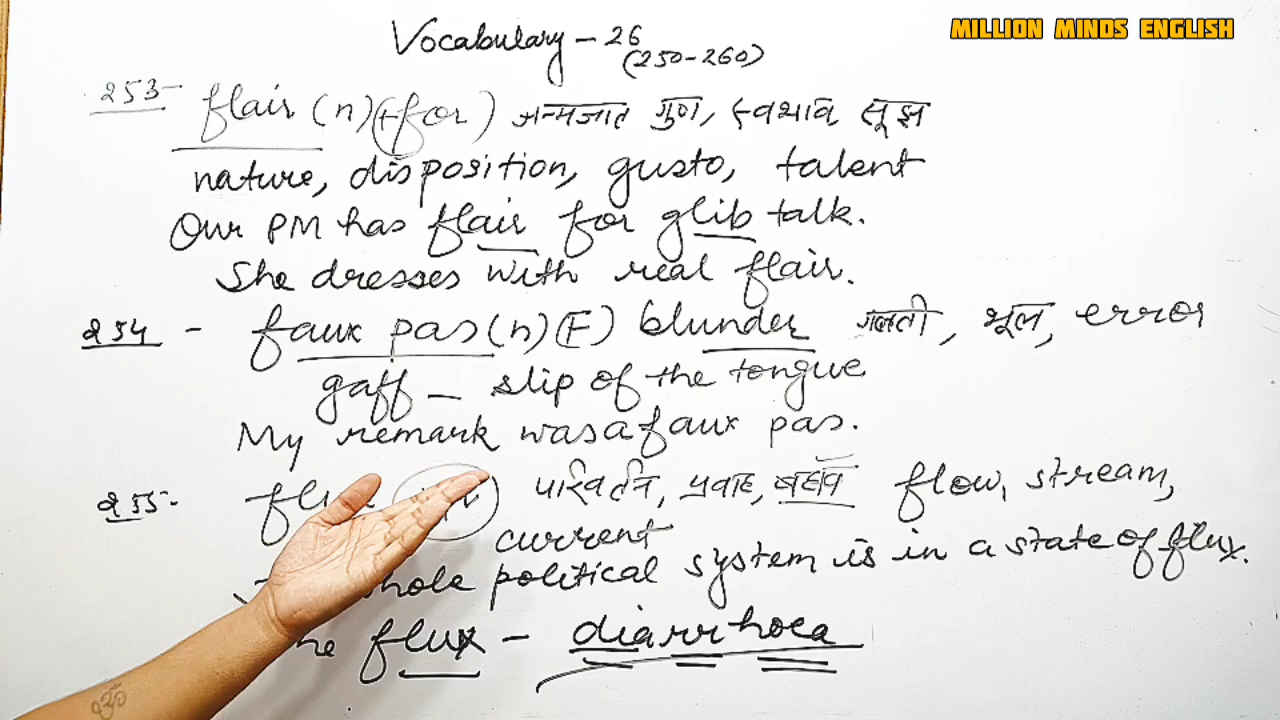 MILLION MINDS ENGLISH
Vocabulary - 26
(250-260)
253- flair (n)(+for) जन्मजात गुण, स्वभाव सूझ
nature, disposition, gusto, talent
Our PM has flair for glib talk.
She dresses with real flair.
254 - faux pas (n)(F) blunder गलती, भूल, error
gaff - slip of the tongue
My remark was a faux pas.
255- परिवर्तन, प्रवाह, बहाव flow, stream,
current
whole political system is in a state of flux.
flux - diarrhoea
ॐ